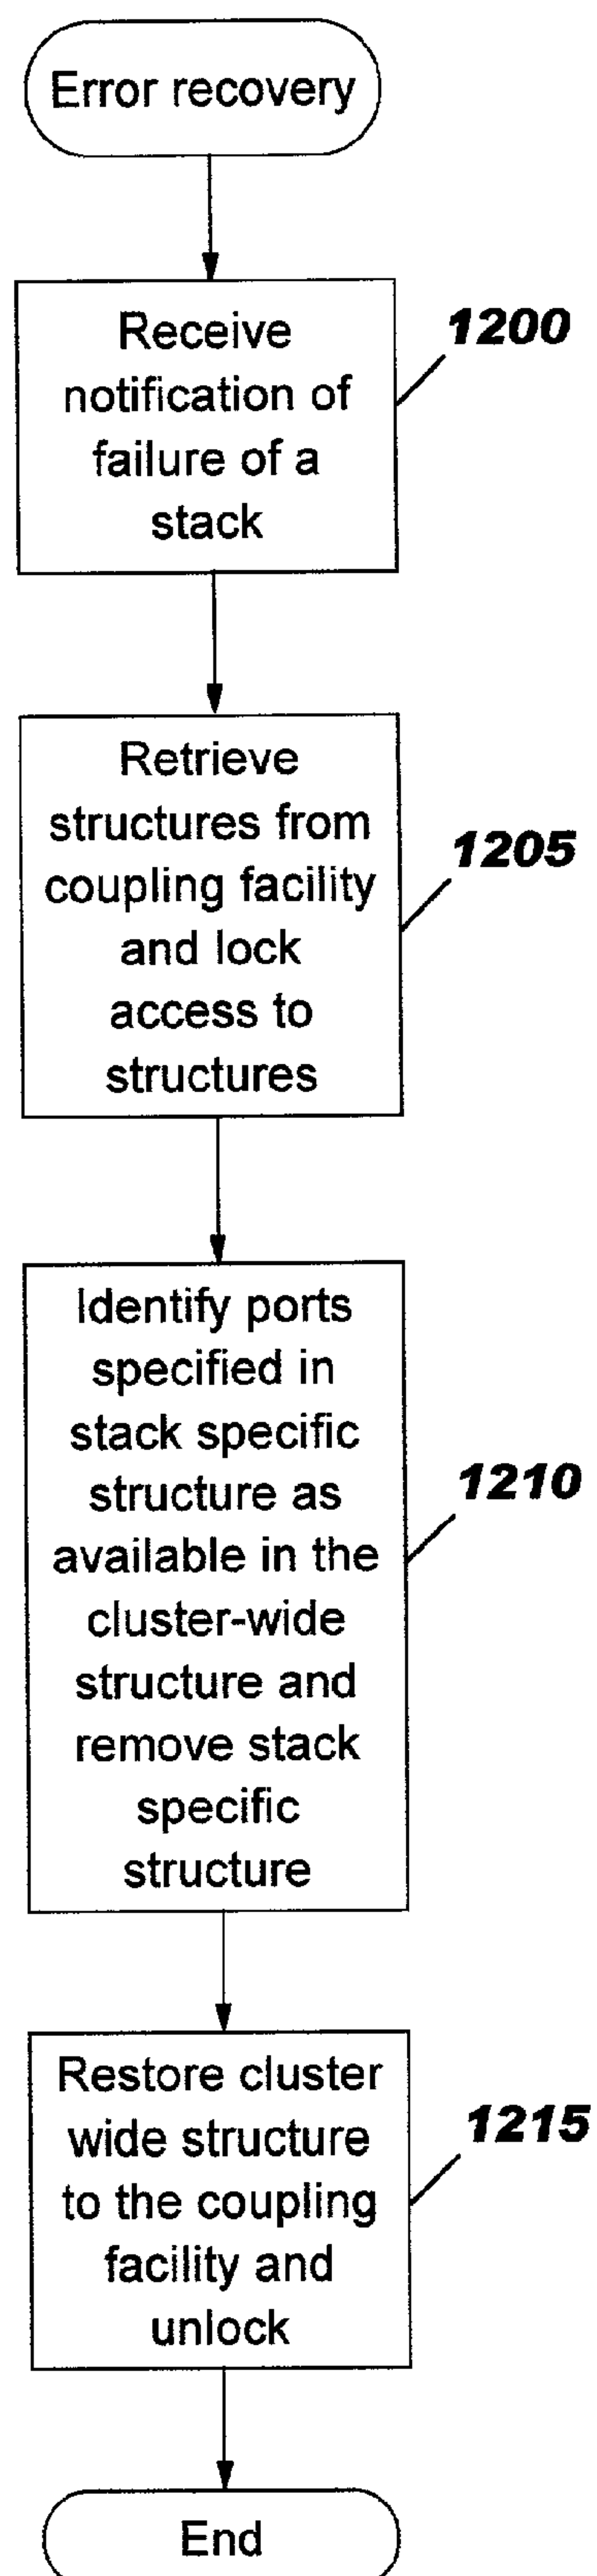 Error recovery
Receive
notification of
failure of a
stack
1200
Retrieve
structures from
coupling facility
and lock
access to
structures
1205
Identify ports
specified in
stack specific
structure as
available in the
cluster-wide
structure and
remove stack
specific
structure
1210
Restore cluster
wide structure
to the coupling
facility and
unlock
1215
End